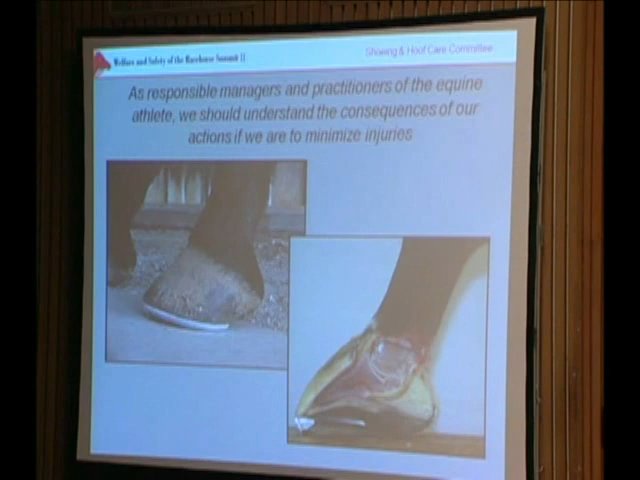 Welfare and Safety of the Racehorse Summit II
Shoeing & Hoof Care Committee
As responsible managers and practitioners of the equine
athlete, we should understand the consequences of our
actions if we are to minimize injuries